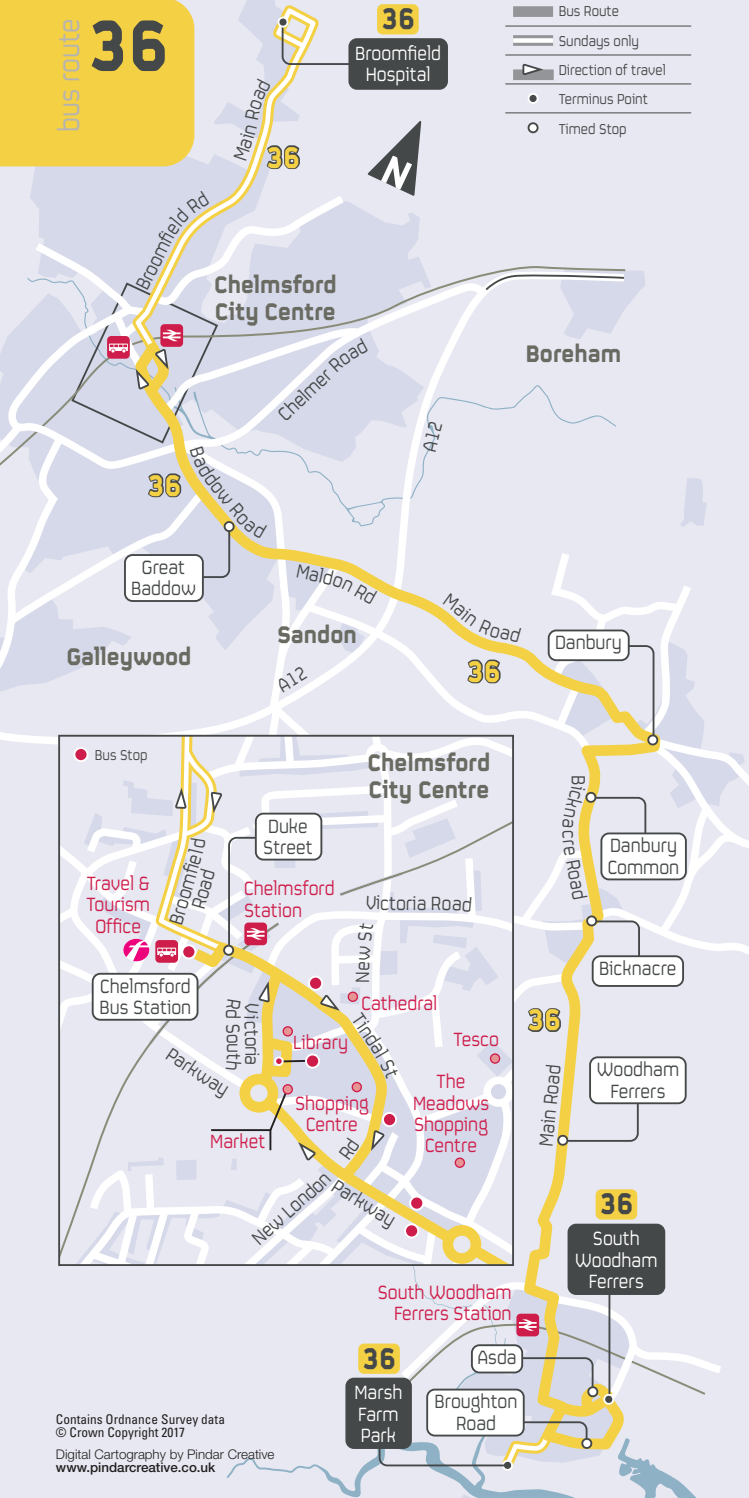 bus route
36
36
Broomfield
Hospital
Bus Route
Sundays only
Direction of travel
Terminus Point
Timed Stop
Main Road
36
N
Broomfield Rd
Chelmsford
City Centre
Boreham
Chelmer Road
A12
36
Baddow Road
Great
Baddow
Maldon Rd
Main Road
36
Danbury
Sandon
Galleywood
A12
Bus Stop
Chelmsford
City Centre
Duke
Street
Broomfield
Road
Travel &
Tourism
Office
Chelmsford
Station
Victoria Road
New St
Chelmsford
Bus Station
Cathedral
Victoria
Rd South
Library
Tindal St
Tesco
Parkway
The
Meadows
Shopping
Centre
Shopping
Centre
Market
New London Rd
Parkway
Bicknacre Road
Danbury
Common
Bicknacre
36
Woodham
Ferrers
Main Road
36
South
Woodham
Ferrers
South Woodham
Ferrers Station
36
Marsh
Farm
Park
Asda
Broughton
Road
Contains Ordnance Survey data
© Crown Copyright 2017
Digital Cartography by Pindar Creative
www.pindarcreative.co.uk